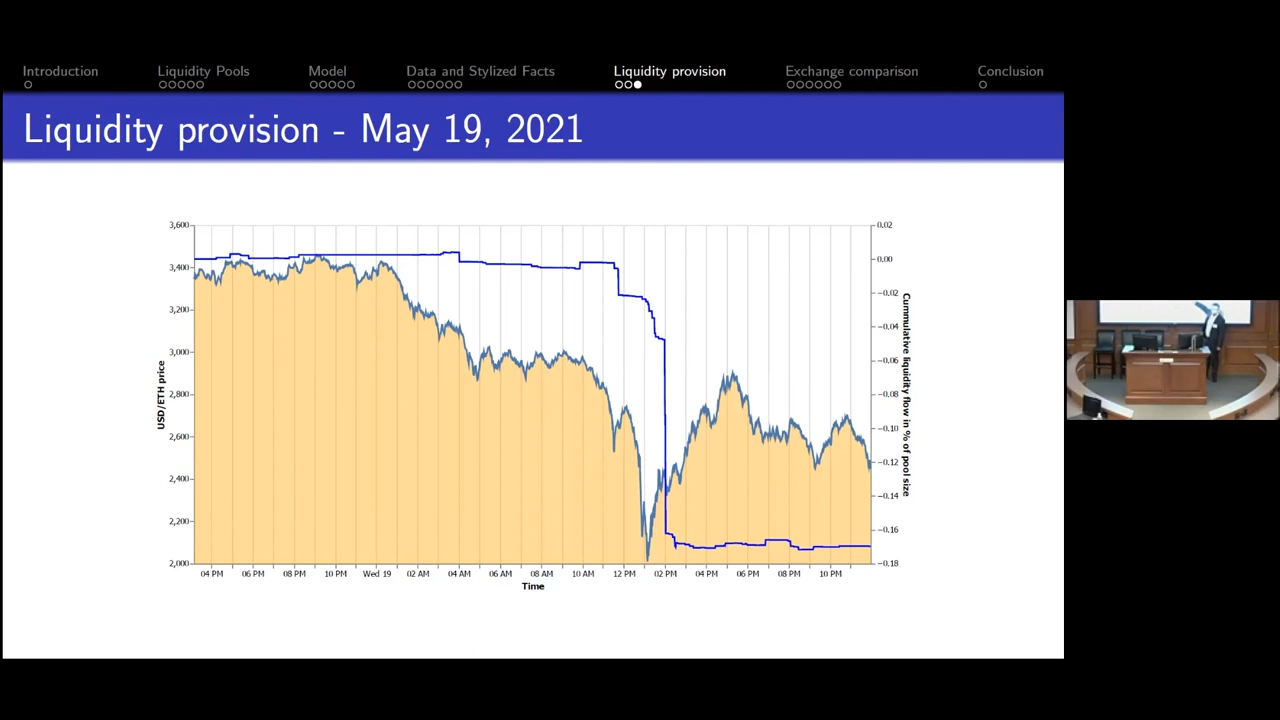 Introduction
Liquidity Pools
Model
Data and Stylized Facts
Liquidity provision
Exchange comparison
Conclusion
Liquidity provision - May 19, 2021
USD/ETH price
3,600
3,400
3,200
3,000
2,800
2,600
2,400
2,200
2,000
0.02
0.00
−0.02
−0.04
−0.06
−0.08
−0.10
−0.12
−0.14
−0.16
−0.18
Cummulative liquidity flow in % of pool size
04 PM 06 PM 08 PM 10 PM Wed 19 02 AM 04 AM 06 AM 08 AM 10 AM 12 PM 02 PM 04 PM 06 PM 08 PM 10 PM
Time